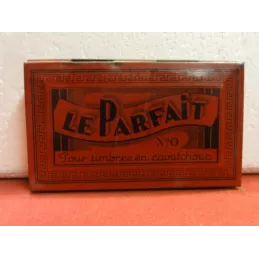 LE PARFAIT
N°0
Pour timbres en caoutchouc